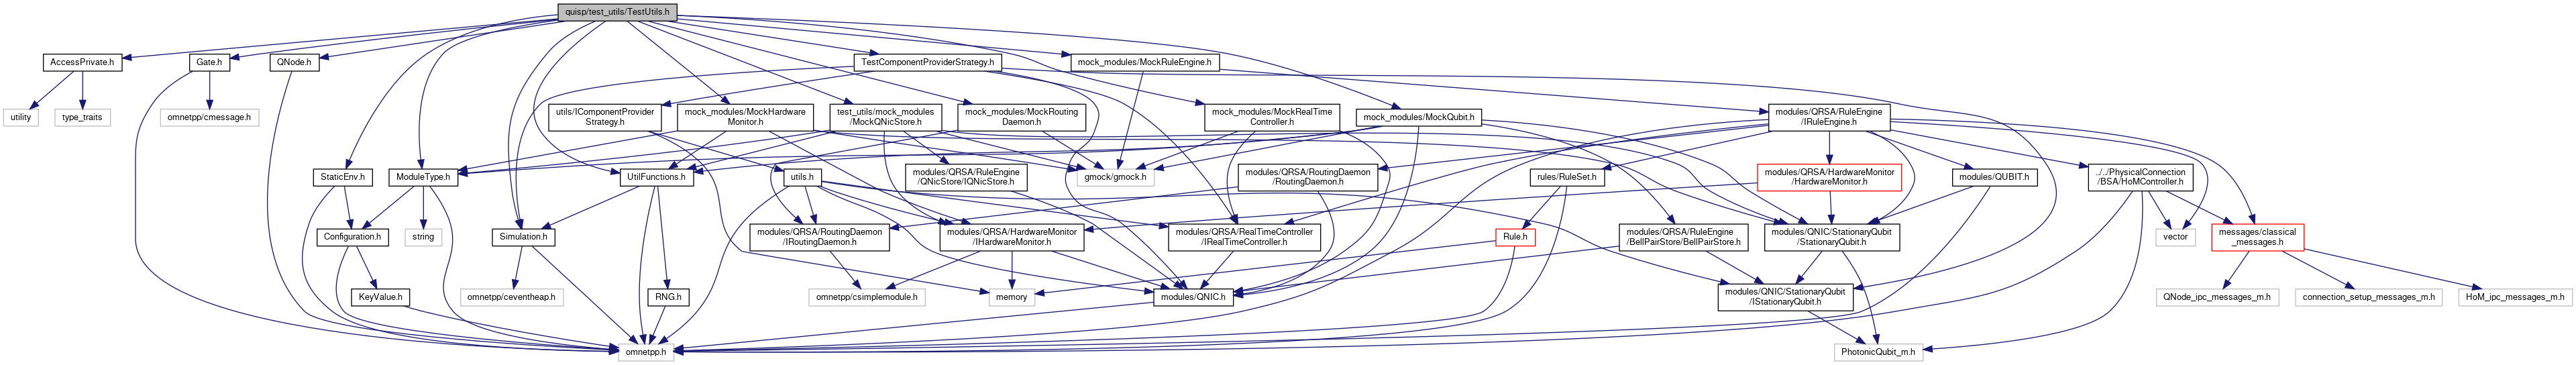 quisp/test_utils/TestUtils.h
AccessPrivate.h
Gate.h
QNode.h
TestComponentProviderStrategy.h
mock_modules/MockRuleEngine.h
utility
type_traits
omnetpp/cmessage.h
utils/IComponentProvider
Strategy.h
mock_modules/MockHardware
Monitor.h
test_utils/mock_modules
/MockQNicStore.h
mock_modules/MockRouting
Daemon.h
mock_modules/MockRealTime
Controller.h
mock_modules/MockQubit.h
modules/QRSA/RuleEngine
/IRuleEngine.h
StaticEnv.h
ModuleType.h
UtilFunctions.h
utils.h
modules/QRSA/RuleEngine
/QNicStore/IQNicStore.h
gmock/gmock.h
modules/QRSA/RoutingDaemon
/RoutingDaemon.h
rules/RuleSet.h
modules/QRSA/HardwareMonitor
/HardwareMonitor.h
modules/QUBIT.h
../../PhysicalConnection
/BSA/HoMController.h
Configuration.h
string
Simulation.h
modules/QRSA/RoutingDaemon
/IRoutingDaemon.h
modules/QRSA/HardwareMonitor
/IHardwareMonitor.h
modules/QRSA/RealTimeController
/IRealTimeController.h
Rule.h
modules/QRSA/RuleEngine
/BellPairStore/BellPairStore.h
modules/QNIC/StationaryQubit
/StationaryQubit.h
vector
messages/classical
_messages.h
KeyValue.h
omnetpp/ceventheap.h
RNG.h
omnetpp/csimplemodule.h
memory
modules/QNIC.h
modules/QNIC/StationaryQubit
/IStationaryQubit.h
QNode_ipc_messages_m.h
connection_setup_messages_m.h
HoM_ipc_messages_m.h
omnetpp.h
PhotonicQubit_m.h